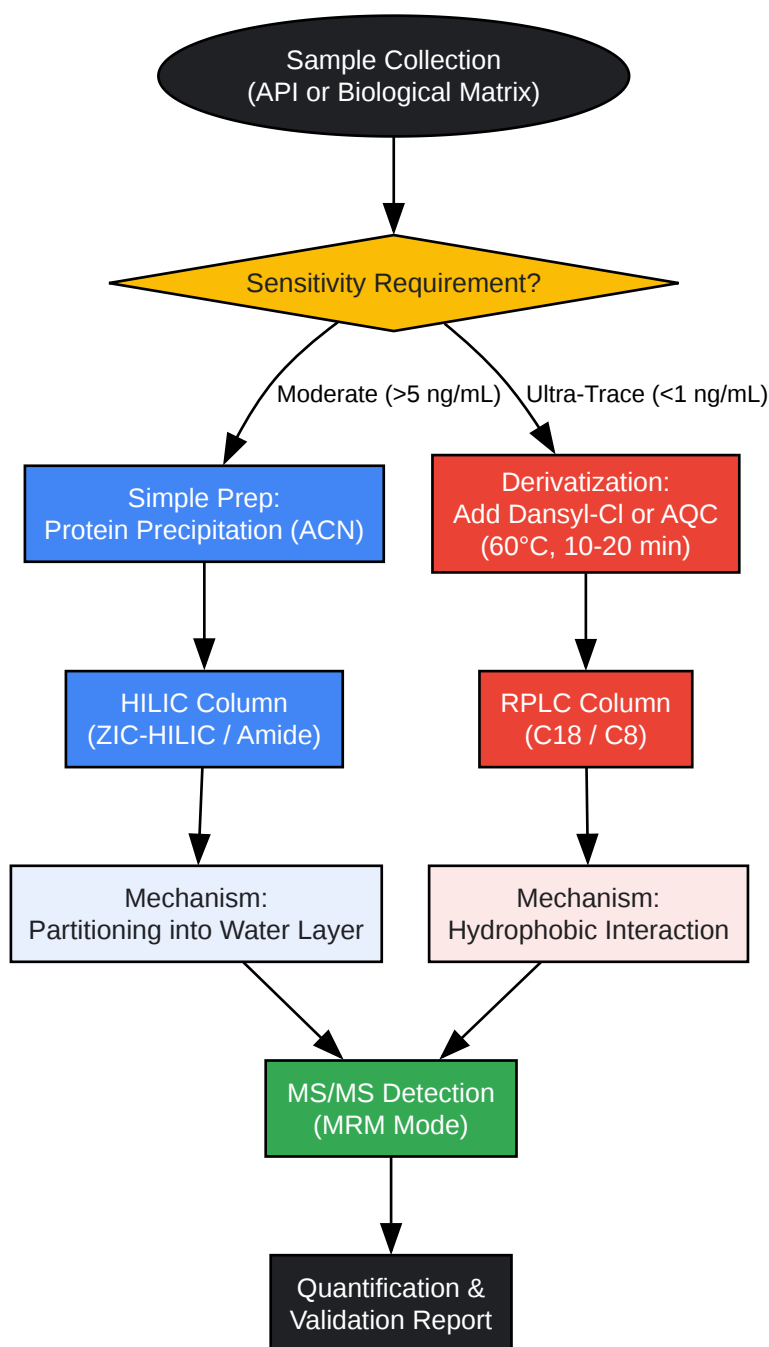 Sample Collection
(API or Biological Matrix)
Sensitivity Requirement?
Moderate (>5 ng/mL)
Ultra-Trace (<1 ng/mL)
Simple Prep:
Protein Precipitation (ACN)
Derivatization:
Add Dansyl-Cl or AQC
(60°C, 10-20 min)
HILIC Column
(ZIC-HILIC / Amide)
RPLC Column
(C18 / C8)
Mechanism:
Partitioning into Water Layer
Mechanism:
Hydrophobic Interaction
MS/MS Detection
(MRM Mode)
Quantification &
Validation Report